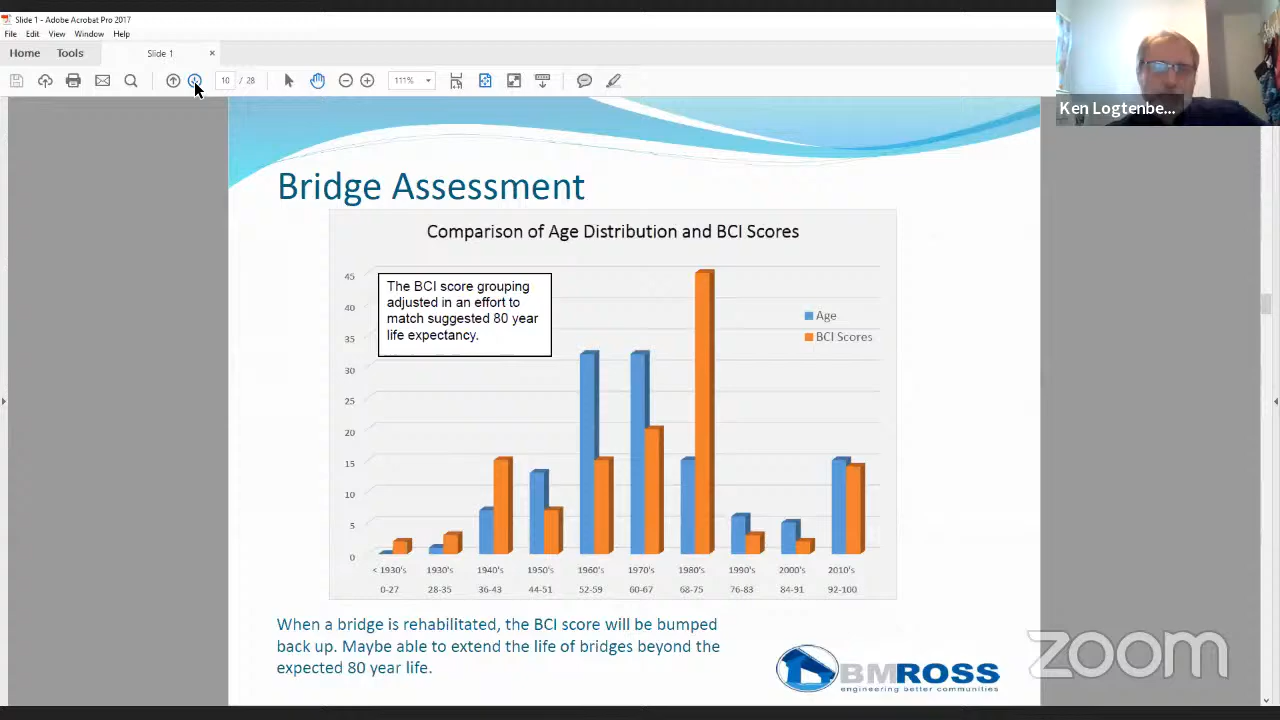 Slide 1 - Adobe Acrobat Pro 2017
File Edit View Window Help
Home Tools Slide 1 ×
10 / 28 111%
Ken Logtenbe...
Bridge Assessment
Comparison of Age Distribution and BCI Scores
The BCI score grouping
adjusted in an effort to
match suggested 80 year
life expectancy.
Age
BCI Scores
45
40
35
30
25
20
15
10
5
0
< 1930's 1930's 1940's 1950's 1960's 1970's 1980's 1990's 2000's 2010's
0-27 28-35 36-43 44-51 52-59 60-67 68-75 76-83 84-91 92-100
When a bridge is rehabilitated, the BCI score will be bumped
back up. Maybe able to extend the life of bridges beyond the
expected 80 year life.
BMROSS
engineering better communities
zoom